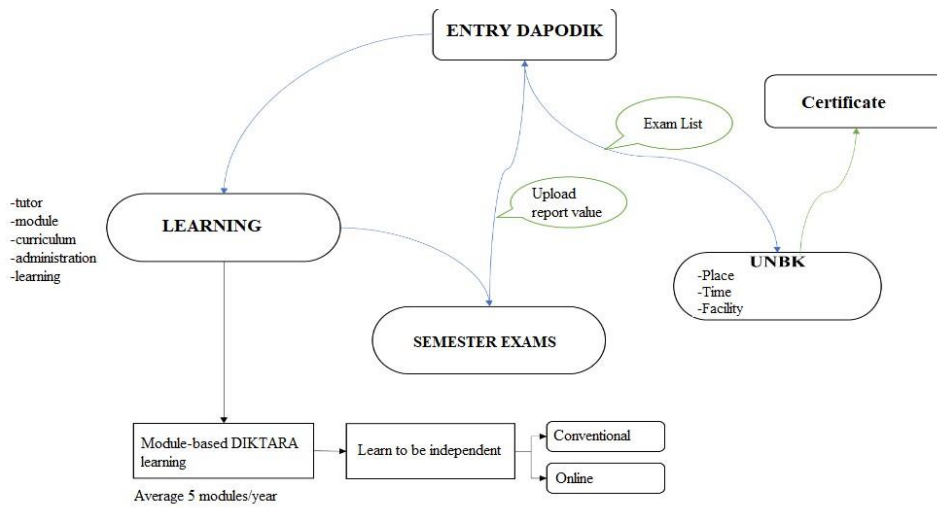 ENTRY DAPODIK
Certificate
Exam List
Upload
report value
-tutor
-module
-curriculum
-administration
-learning
LEARNING
UNBK
-Place
-Time
-Facility
SEMESTER EXAMS
Module-based DIKTARA
learning
Learn to be independent
Conventional
Online
Average 5 modules/year